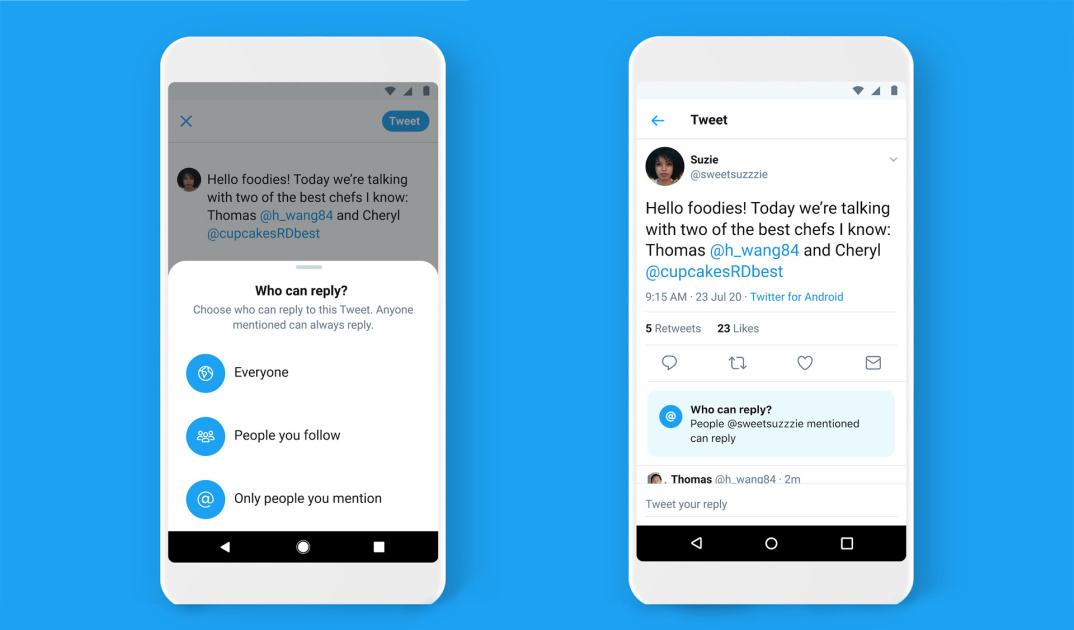 Tweet
Hello foodies! Today we’re talking
with two of the best chefs I know:
Thomas @h_wang84 and Cheryl
@cupcakesRDbest
Who can reply?
Choose who can reply to this Tweet. Anyone
mentioned can always reply.
Everyone
People you follow
@ Only people you mention
Tweet
Suzie
@sweetsuzzzie
Hello foodies! Today we’re talking
with two of the best chefs I know:
Thomas @h_wang84 and Cheryl
@cupcakesRDbest
9:15 AM · 23 Jul 20 · Twitter for Android
5 Retweets 23 Likes
@ Who can reply?
People @sweetsuzzzie mentioned
can reply
Thomas @h_wang84 · 2m
Tweet your reply